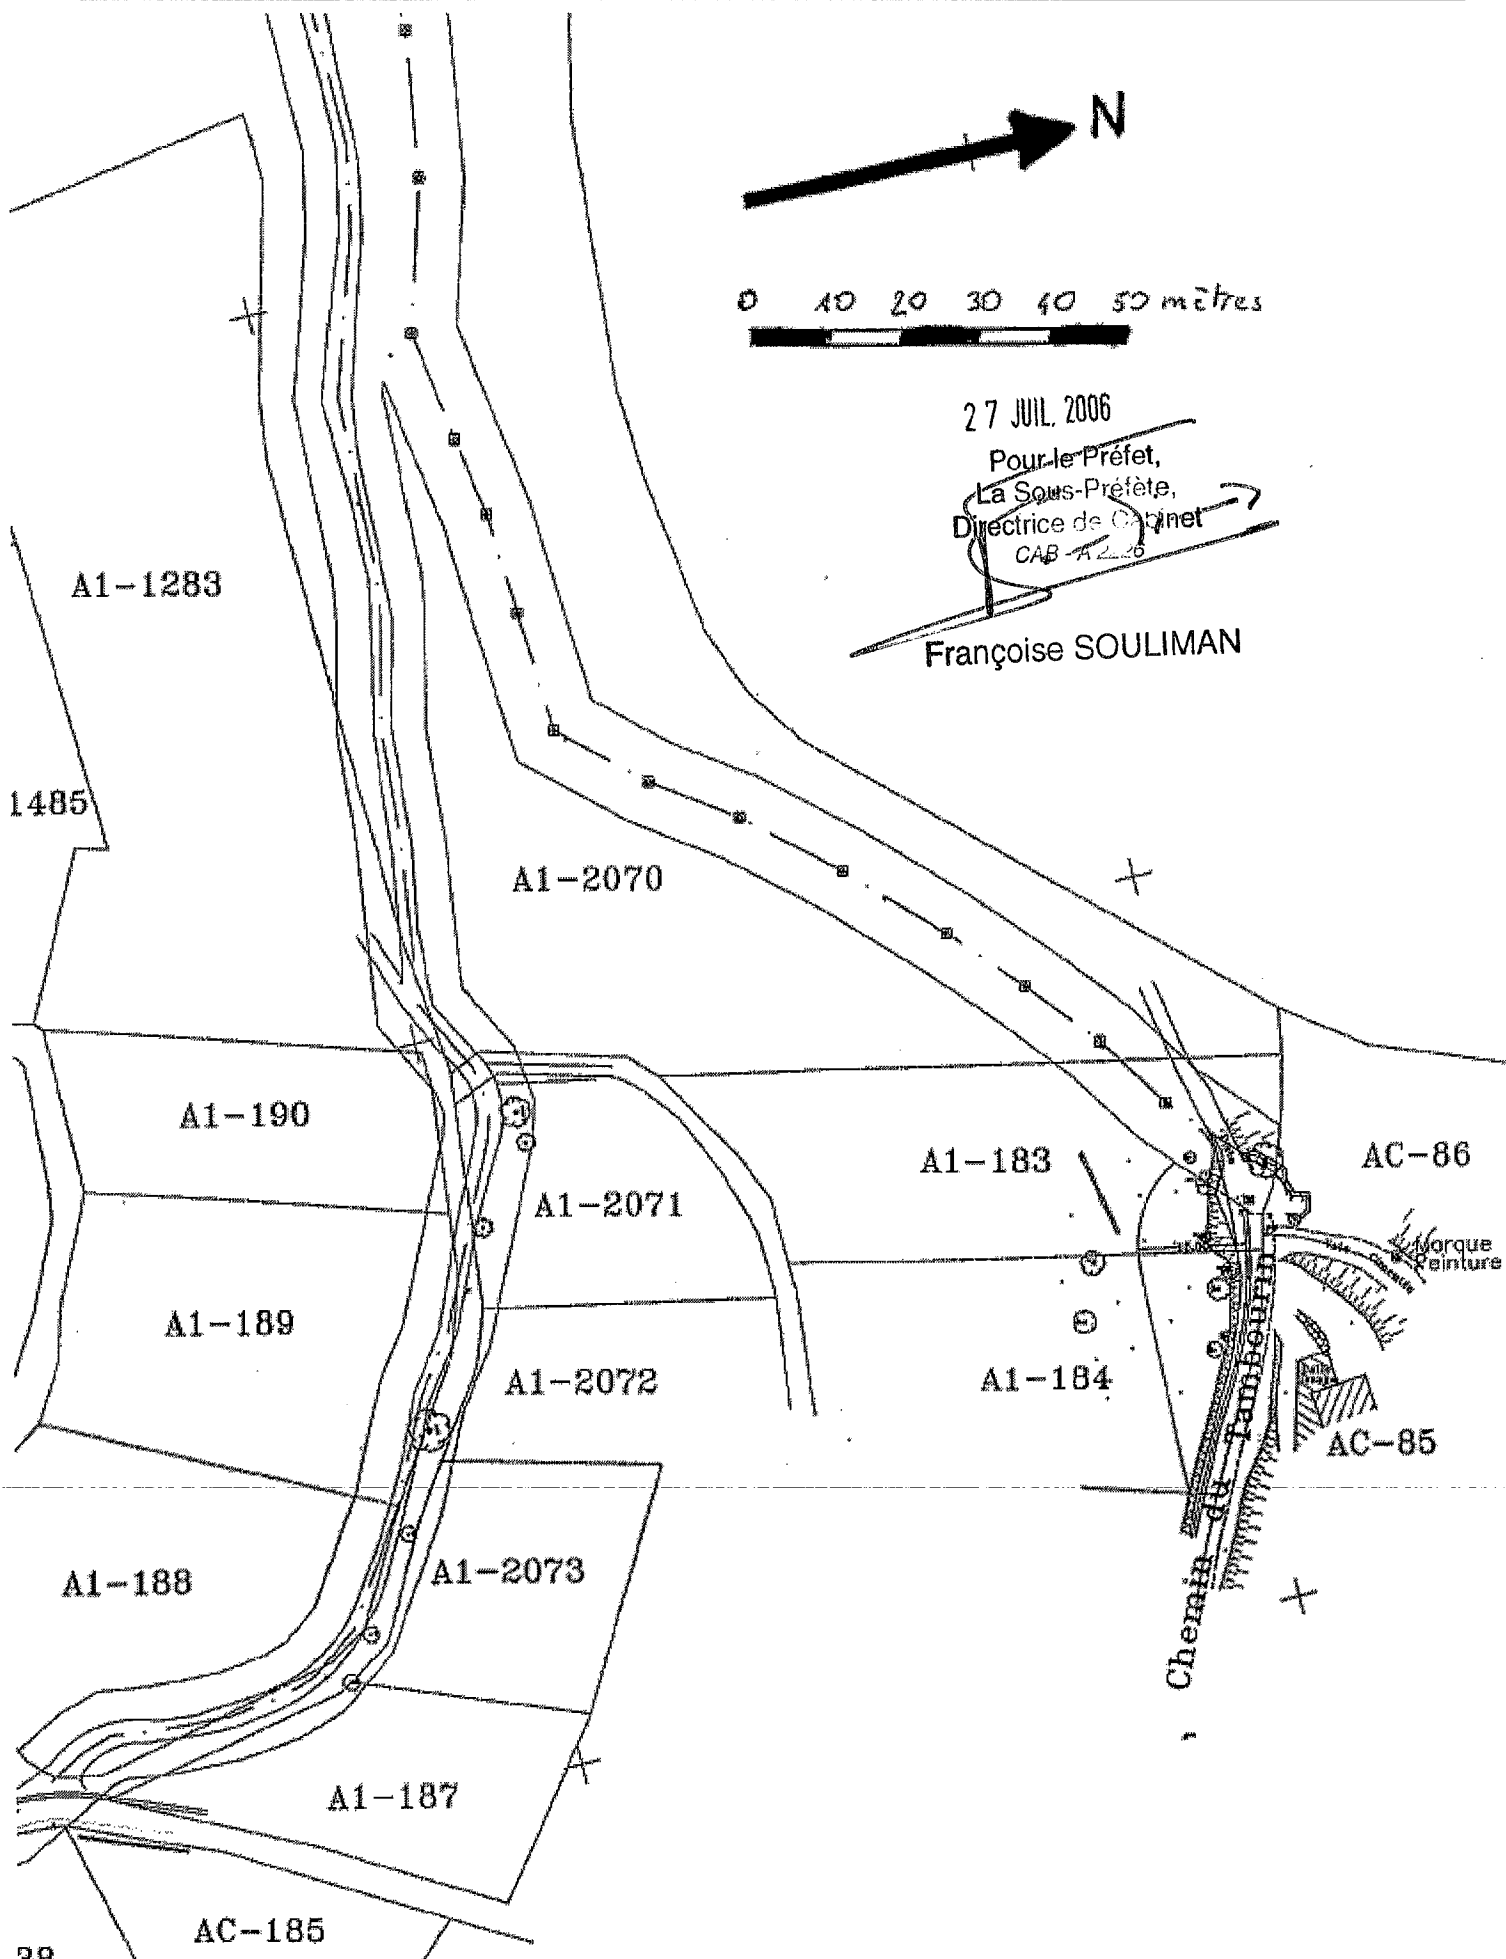 N
0 10 20 30 40 50 mètres
27 JUIL. 2006
Pour le Préfet,
La Sous-Préfète,
Directrice de Cabinet
Françoise SOULIMAN
A1-1283
1485
A1-2070
A1-190
A1-183
AC-86
A1-2071
Marque
Peinture
A1-189
A1-2072
A1-184
AC-85
Chemin du Tambourin
A1-188
A1-2073
A1-187
AC-185